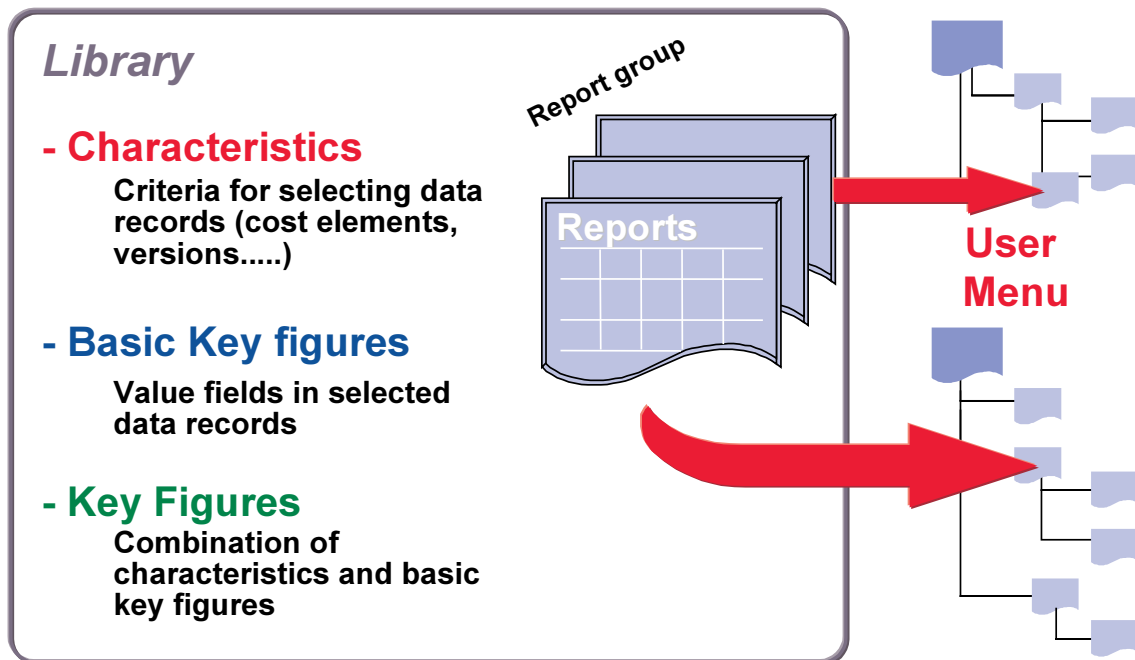 Library
- Characteristics
Criteria for selecting data
records (cost elements,
versions.....)
- Basic Key figures
Value fields in selected
data records
- Key Figures
Combination of
characteristics and basic
key figures
Report group
Reports
User
Menu